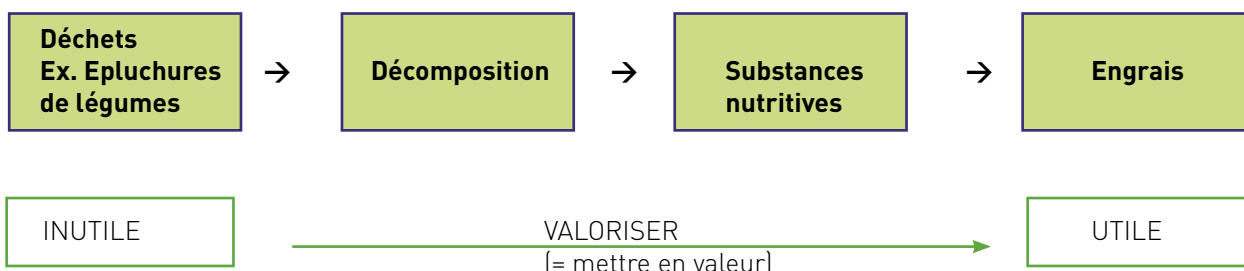 Déchets
Ex. Epluchures
de légumes
→
Décomposition
→
Substances
nutritives
→
Engrais
INUTILE
VALORISER
(= mettre en valeur)
UTILE